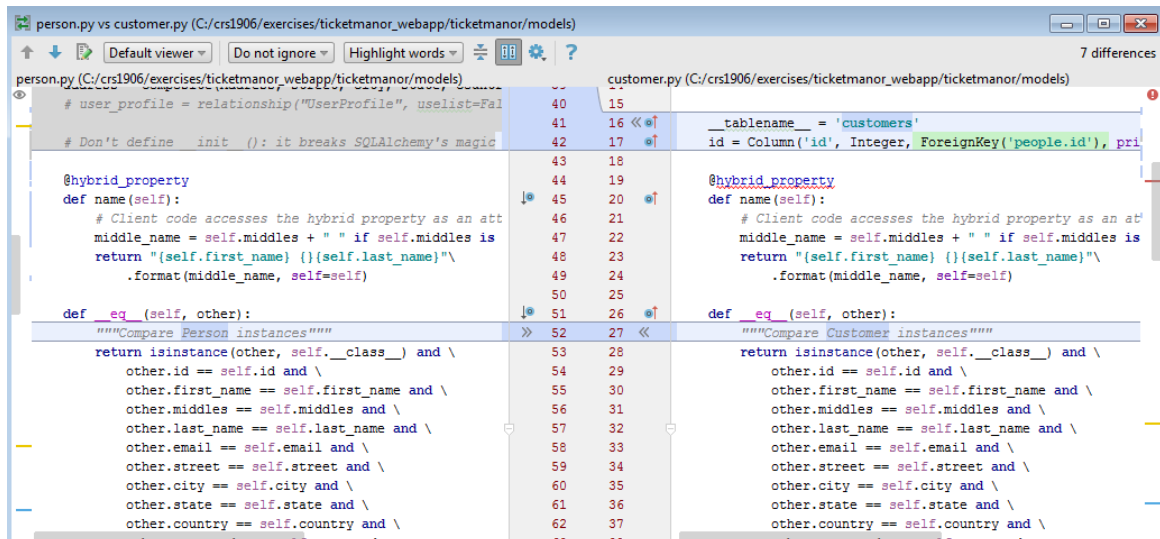 person.py vs customer.py (C:/crs1906/exercises/ticketmanor_webapp/ticketmanor/models)
Default viewer Do not ignore Highlight words ? 7 differences
person.py (C:/crs1906/exercises/ticketmanor_webapp/ticketmanor/models) customer.py (C:/crs1906/exercises/ticketmanor_webapp/ticketmanor/models)
# user_profile = relationship("UserProfile", uselist=Fal 40 15
41 16 __tablename__ = 'customers'
# Don't define __init__(): it breaks SQLAlchemy's magic 42 17 id = Column('id', Integer, ForeignKey('people.id'), pri
43 18
@hybrid_property 44 19 @hybrid_property
def name(self): 45 20 def name(self):
# Client code accesses the hybrid property as an att 46 21 # Client code accesses the hybrid property as an at
middle_name = self.middles + " " if self.middles is 47 22 middle_name = self.middles + " " if self.middles is
return "{self.first_name} {}{self.last_name}"\ 48 23 return "{self.first_name} {}{self.last_name}"\
.format(middle_name, self=self) 49 24 .format(middle_name, self=self)
50 25
def __eq__(self, other): 51 26 def __eq__(self, other):
"""Compare Person instances""" 52 27 """Compare Customer instances"""
return isinstance(other, self.__class__) and \ 53 28 return isinstance(other, self.__class__) and \
other.id == self.id and \ 54 29 other.id == self.id and \
other.first_name == self.first_name and \ 55 30 other.first_name == self.first_name and \
other.middles == self.middles and \ 56 31 other.middles == self.middles and \
other.last_name == self.last_name and \ 57 32 other.last_name == self.last_name and \
other.email == self.email and \ 58 33 other.email == self.email and \
other.street == self.street and \ 59 34 other.street == self.street and \
other.city == self.city and \ 60 35 other.city == self.city and \
other.state == self.state and \ 61 36 other.state == self.state and \
other.country == self.country and \ 62 37 other.country == self.country and \